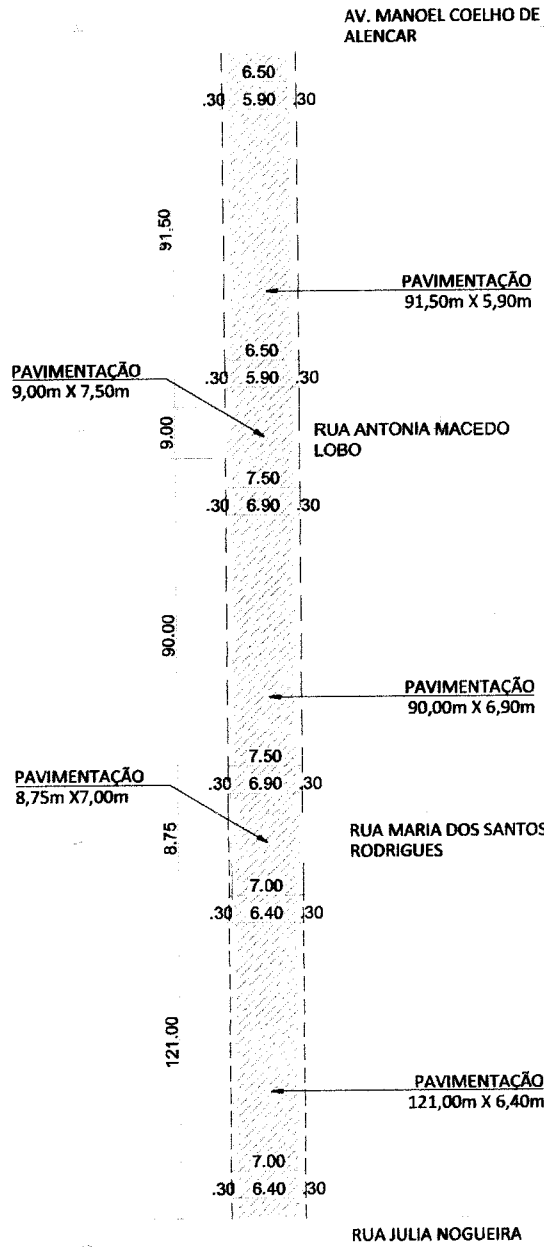 AV. MANOEL COELHO DE
ALENCAR
6.50
.30 5.90 .30
91.50
PAVIMENTAÇÃO
91,50m X 5,90m
6.50
.30 5.90 .30
PAVIMENTAÇÃO
9,00m X 7,50m
9.00
RUA ANTONIA MACEDO
LOBO
7.50
.30 6.90 .30
90.00
PAVIMENTAÇÃO
90,00m X 6,90m
7.50
.30 6.90 .30
PAVIMENTAÇÃO
8,75m X7,00m
8.75
RUA MARIA DOS SANTOS
RODRIGUES
7.00
.30 6.40 .30
121.00
PAVIMENTAÇÃO
121,00m X 6,40m
7.00
.30 6.40 .30
RUA JULIA NOGUEIRA